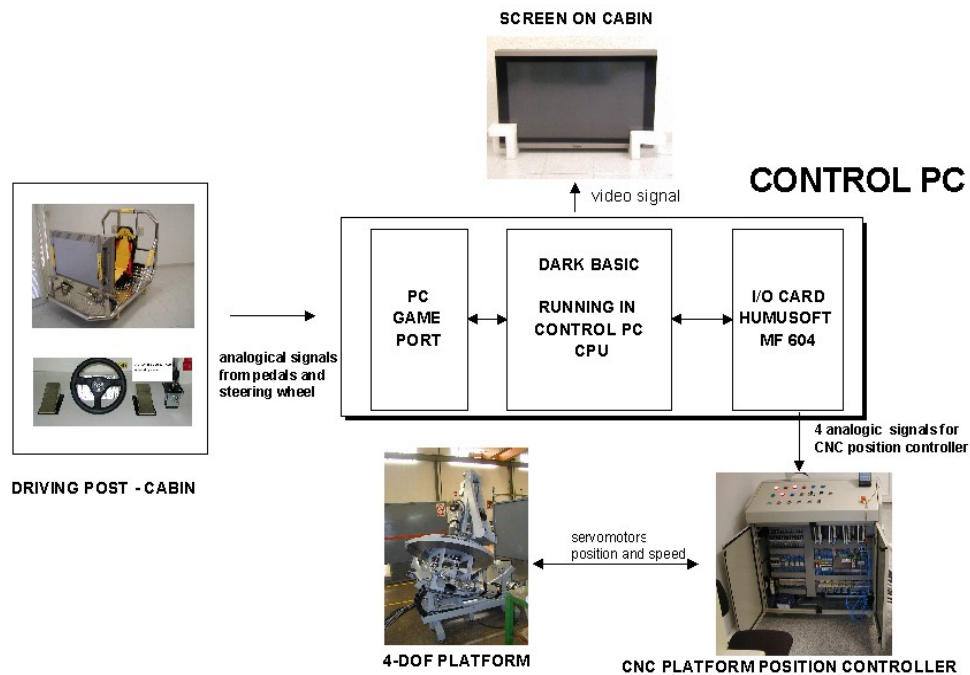 SCREEN ON CABIN
CONTROL PC
video signal
PC
GAME
PORT
DARK BASIC
RUNNING IN
CONTROL PC
CPU
I/O CARD
HUMUSOFT
MF 604
analogical signals
from pedals and
steering wheel
4 analogic signals for
CNC position controller
DRIVING POST - CABIN
servomotors
position and speed
4-DOF PLATFORM
CNC PLATFORM POSITION CONTROLLER